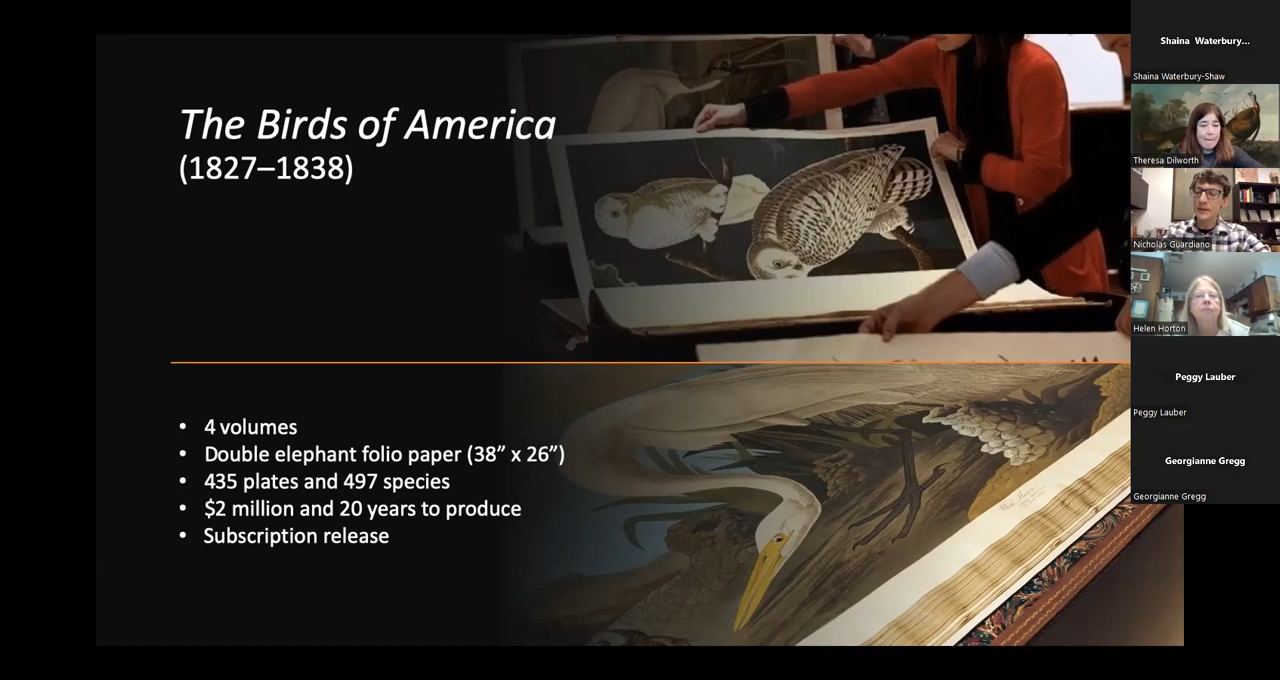 The Birds of America
(1827–1838)
• 4 volumes
• Double elephant folio paper (38” x 26”)
• 435 plates and 497 species
• $2 million and 20 years to produce
• Subscription release
Shaina Waterbury...
Shaina Waterbury-Shaw
Theresa Dilworth
Nicholas Guardiano
Helen Horton
Peggy Lauber
Peggy Lauber
Georgianne Gregg
Georgianne Gregg